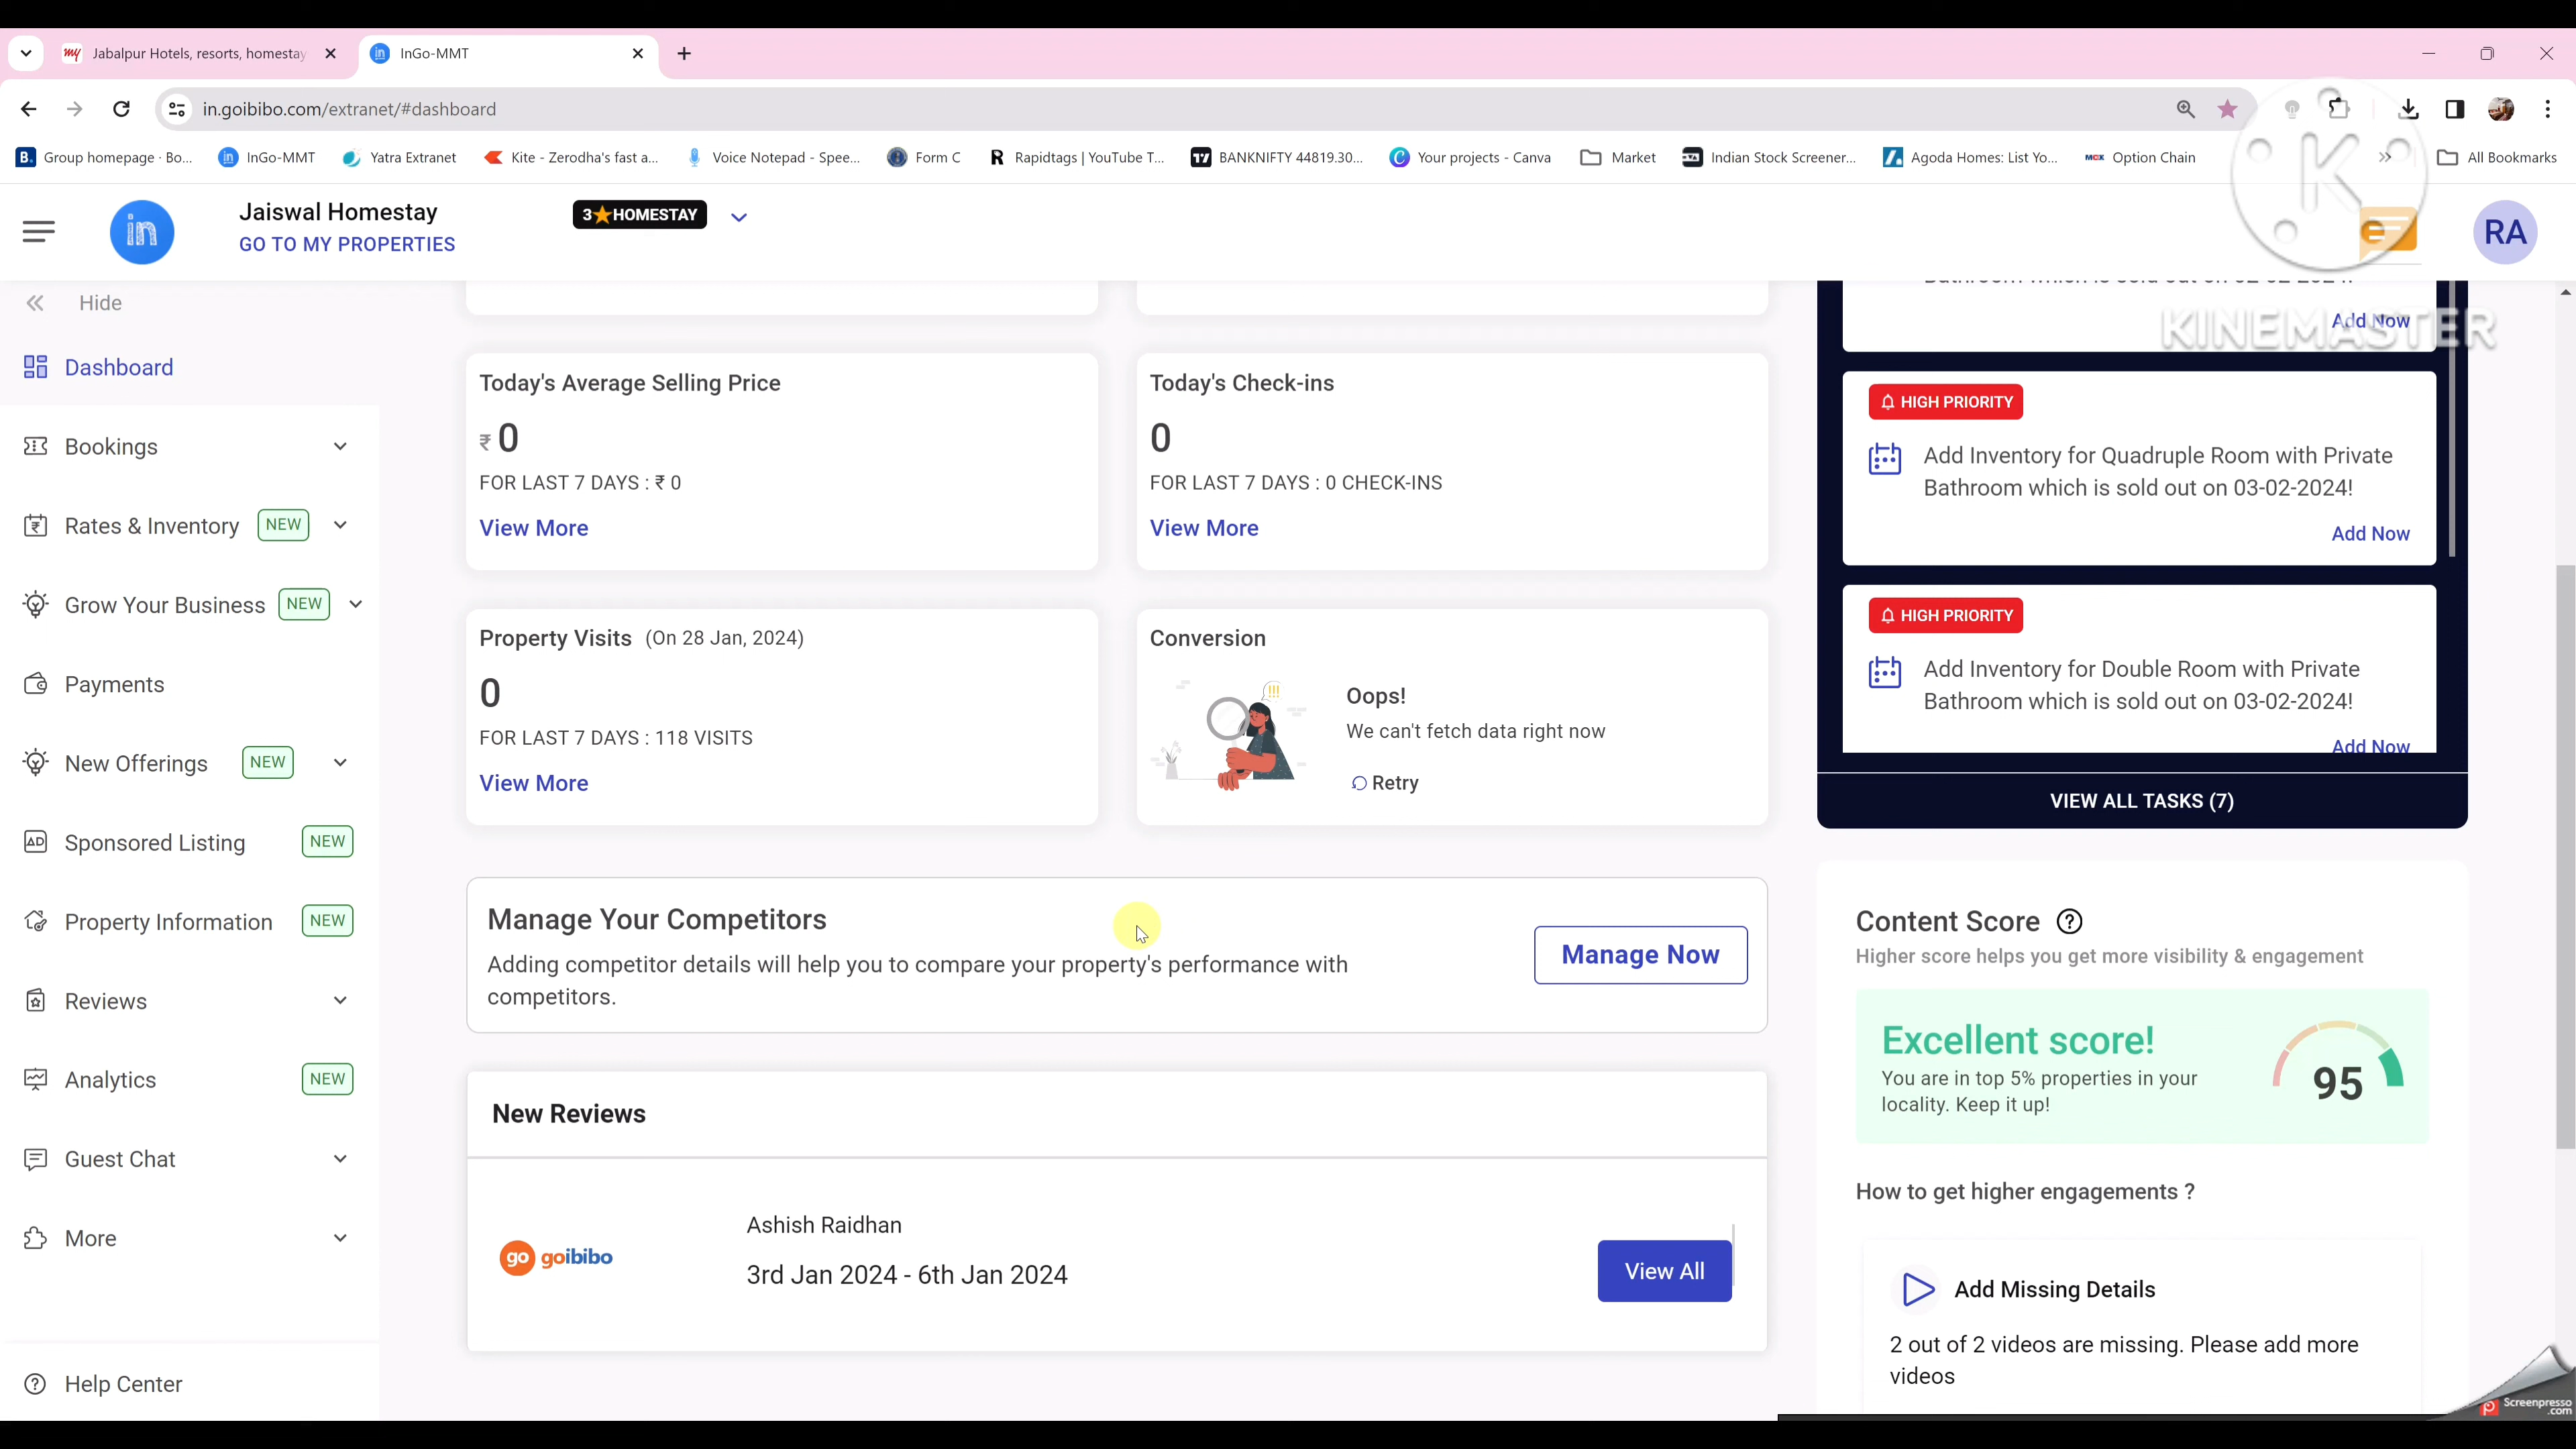 Jabalpur Hotels, resorts, homestay
InGo-MMT
in.goibibo.com/extranet/#dashboard
Group homepage · Bo...
InGo-MMT
Yatra Extranet
Kite - Zerodha's fast a...
Voice Notepad - Spee...
Form C
Rapidtags | YouTube T...
BANKNIFTY 44819.30...
Your projects - Canva
Market
Indian Stock Screener...
Agoda Homes: List Yo...
Option Chain
All Bookmarks
in
Jaiswal Homestay
GO TO MY PROPERTIES
3⭐HOMESTAY
K
RA
KINEMASTER
Hide
Dashboard
Bookings
Rates & Inventory NEW
Grow Your Business NEW
Payments
New Offerings NEW
Sponsored Listing NEW
Property Information NEW
Reviews
Analytics NEW
Guest Chat
More
Help Center
Today's Average Selling Price
₹ 0
FOR LAST 7 DAYS : ₹ 0
View More
Today's Check-ins
0
FOR LAST 7 DAYS : 0 CHECK-INS
View More
Property Visits (On 28 Jan, 2024)
0
FOR LAST 7 DAYS : 118 VISITS
View More
Conversion
!!!
Oops!
We can't fetch data right now
Retry
Manage Your Competitors
Adding competitor details will help you to compare your property's performance with
competitors.
Manage Now
New Reviews
go goibibo
Ashish Raidhan
3rd Jan 2024 - 6th Jan 2024
View All
Bathroom which is sold out on 02-02-2024!
Add Now
HIGH PRIORITY
Add Inventory for Quadruple Room with Private
Bathroom which is sold out on 03-02-2024!
Add Now
HIGH PRIORITY
Add Inventory for Double Room with Private
Bathroom which is sold out on 03-02-2024!
Add Now
VIEW ALL TASKS (7)
Content Score
Higher score helps you get more visibility & engagement
Excellent score!
You are in top 5% properties in your
locality. Keep it up!
95
How to get higher engagements ?
Add Missing Details
2 out of 2 videos are missing. Please add more
videos
Screenpresso
.com